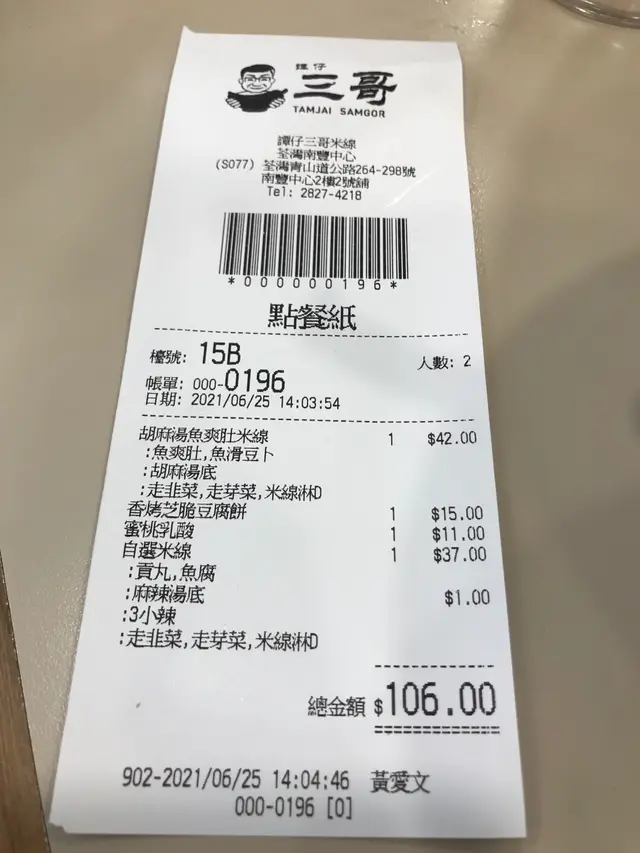 譚仔
三哥
TAMJAI SAMGOR
譚仔三哥米線
荃灣南豐中心
(S077) 荃灣青山道公路264-298號
南豐中心2樓2號舖
Tel: 2827-4218
*000000196*
點餐紙
檯號: 15B 人數: 2
帳單: 000-0196
日期: 2021/06/25 14:03:54
胡麻湯魚爽肚米線 1 $42.00
:魚爽肚,魚滑豆卜
:胡麻湯底
:走韭菜,走芽菜,米線淋D
香烤芝脆豆腐餅 1 $15.00
蜜桃乳酸 1 $11.00
自選米線 1 $37.00
:貢丸,魚腐
:麻辣湯底 $1.00
:3小辣
:走韭菜,走芽菜,米線淋D
總金額 $106.00
902-2021/06/25 14:04:46 黃愛文
000-0196 [0]